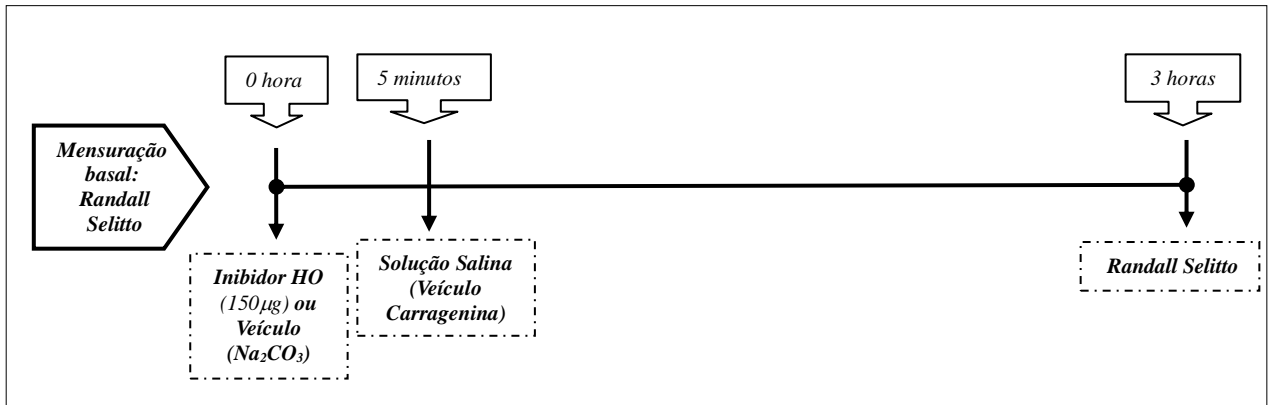 0 hora
5 minutos
3 horas
Mensuração
basal:
Randall
Selitto
Inibidor HO
(150µg) ou
Veículo
(Na₂CO₃)
Solução Salina
(Veículo
Carragenina)
Randall Selitto